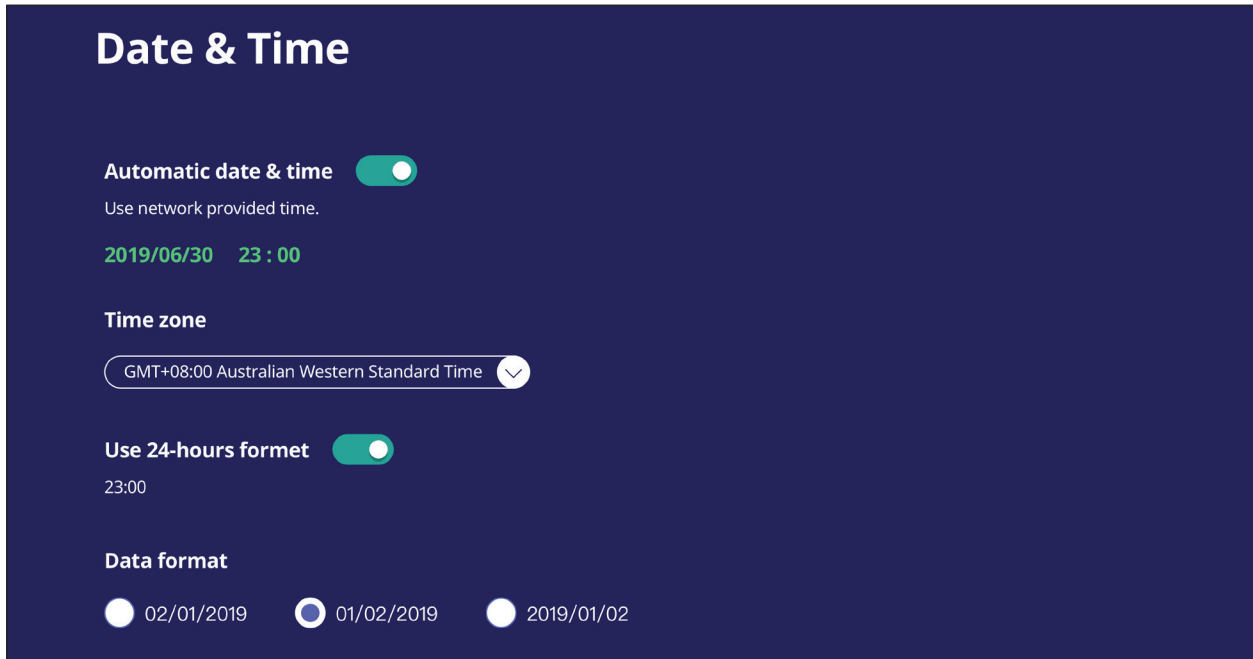 Date & Time
Automatic date & time
Use network provided time.
2019/06/30 23 : 00
Time zone
GMT+08:00 Australian Western Standard Time
Use 24-hours formet
23:00
Data format
02/01/2019 01/02/2019 2019/01/02